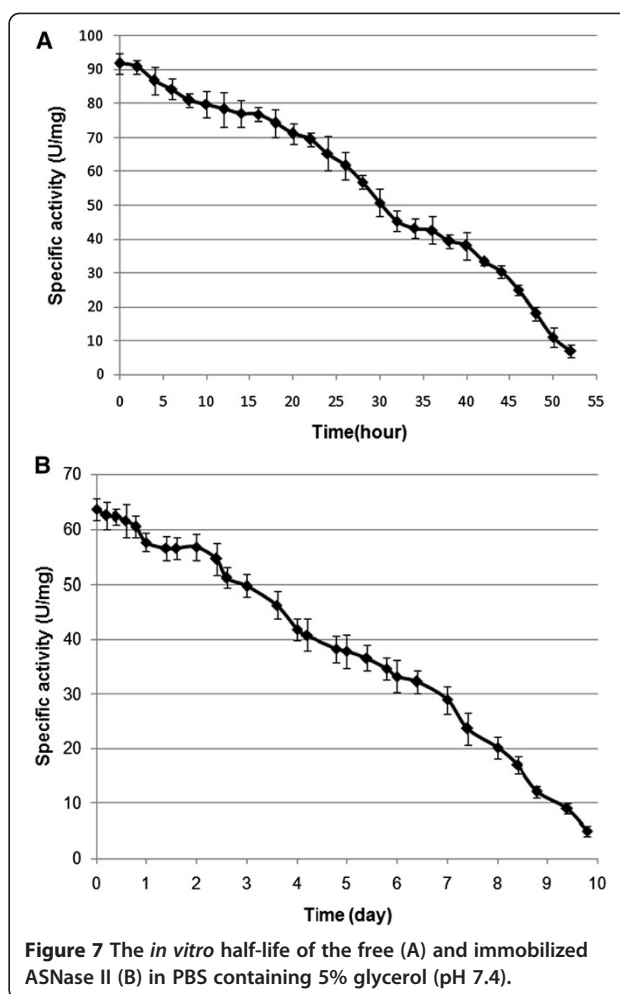 A
Specific activity (U/mg)
100
90
80
70
60
50
40
30
20
10
0
0 5 10 15 20 25 30 35 40 45 50 55
Time(hour)
B
Specific activity (U/mg)
70
60
50
40
30
20
10
0
0 1 2 3 4 5 6 7 8 9 10
Time (day)
Figure 7 The in vitro half-life of the free (A) and immobilized
ASNase II (B) in PBS containing 5% glycerol (pH 7.4).